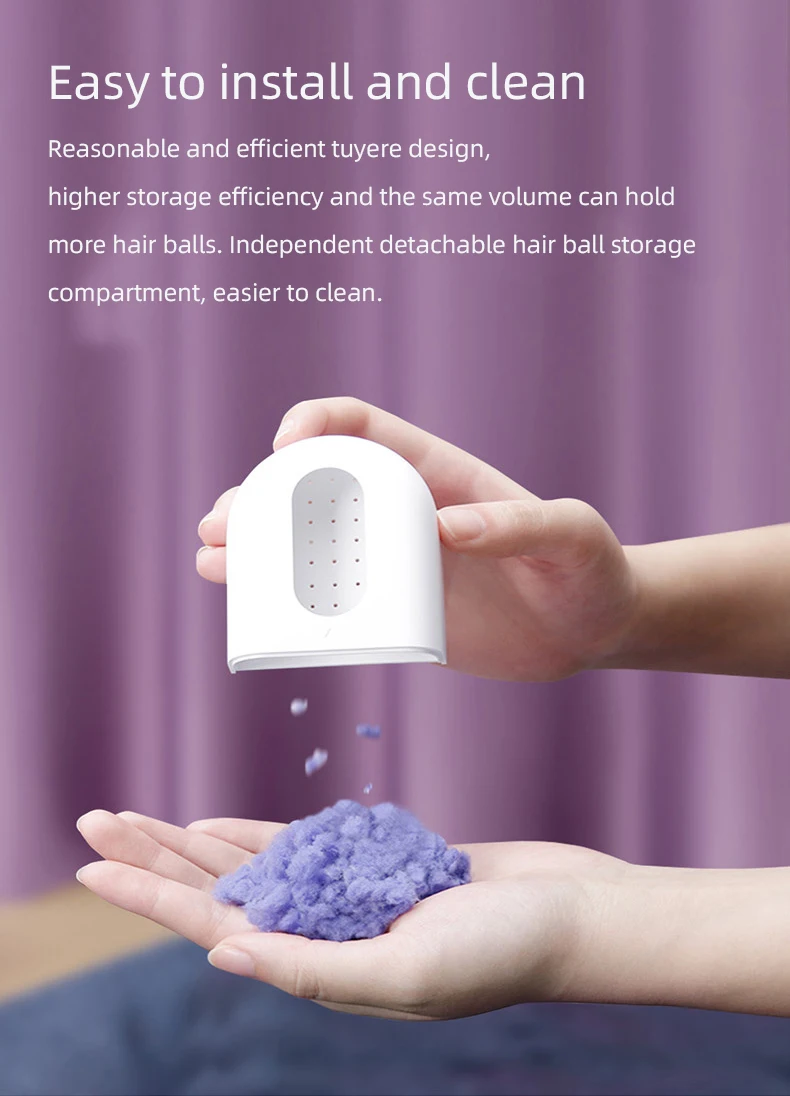 Easy to install and clean
Reasonable and efficient tuyere design,
higher storage efficiency and the same volume can hold
more hair balls. Independent detachable hair ball storage
compartment, easier to clean.